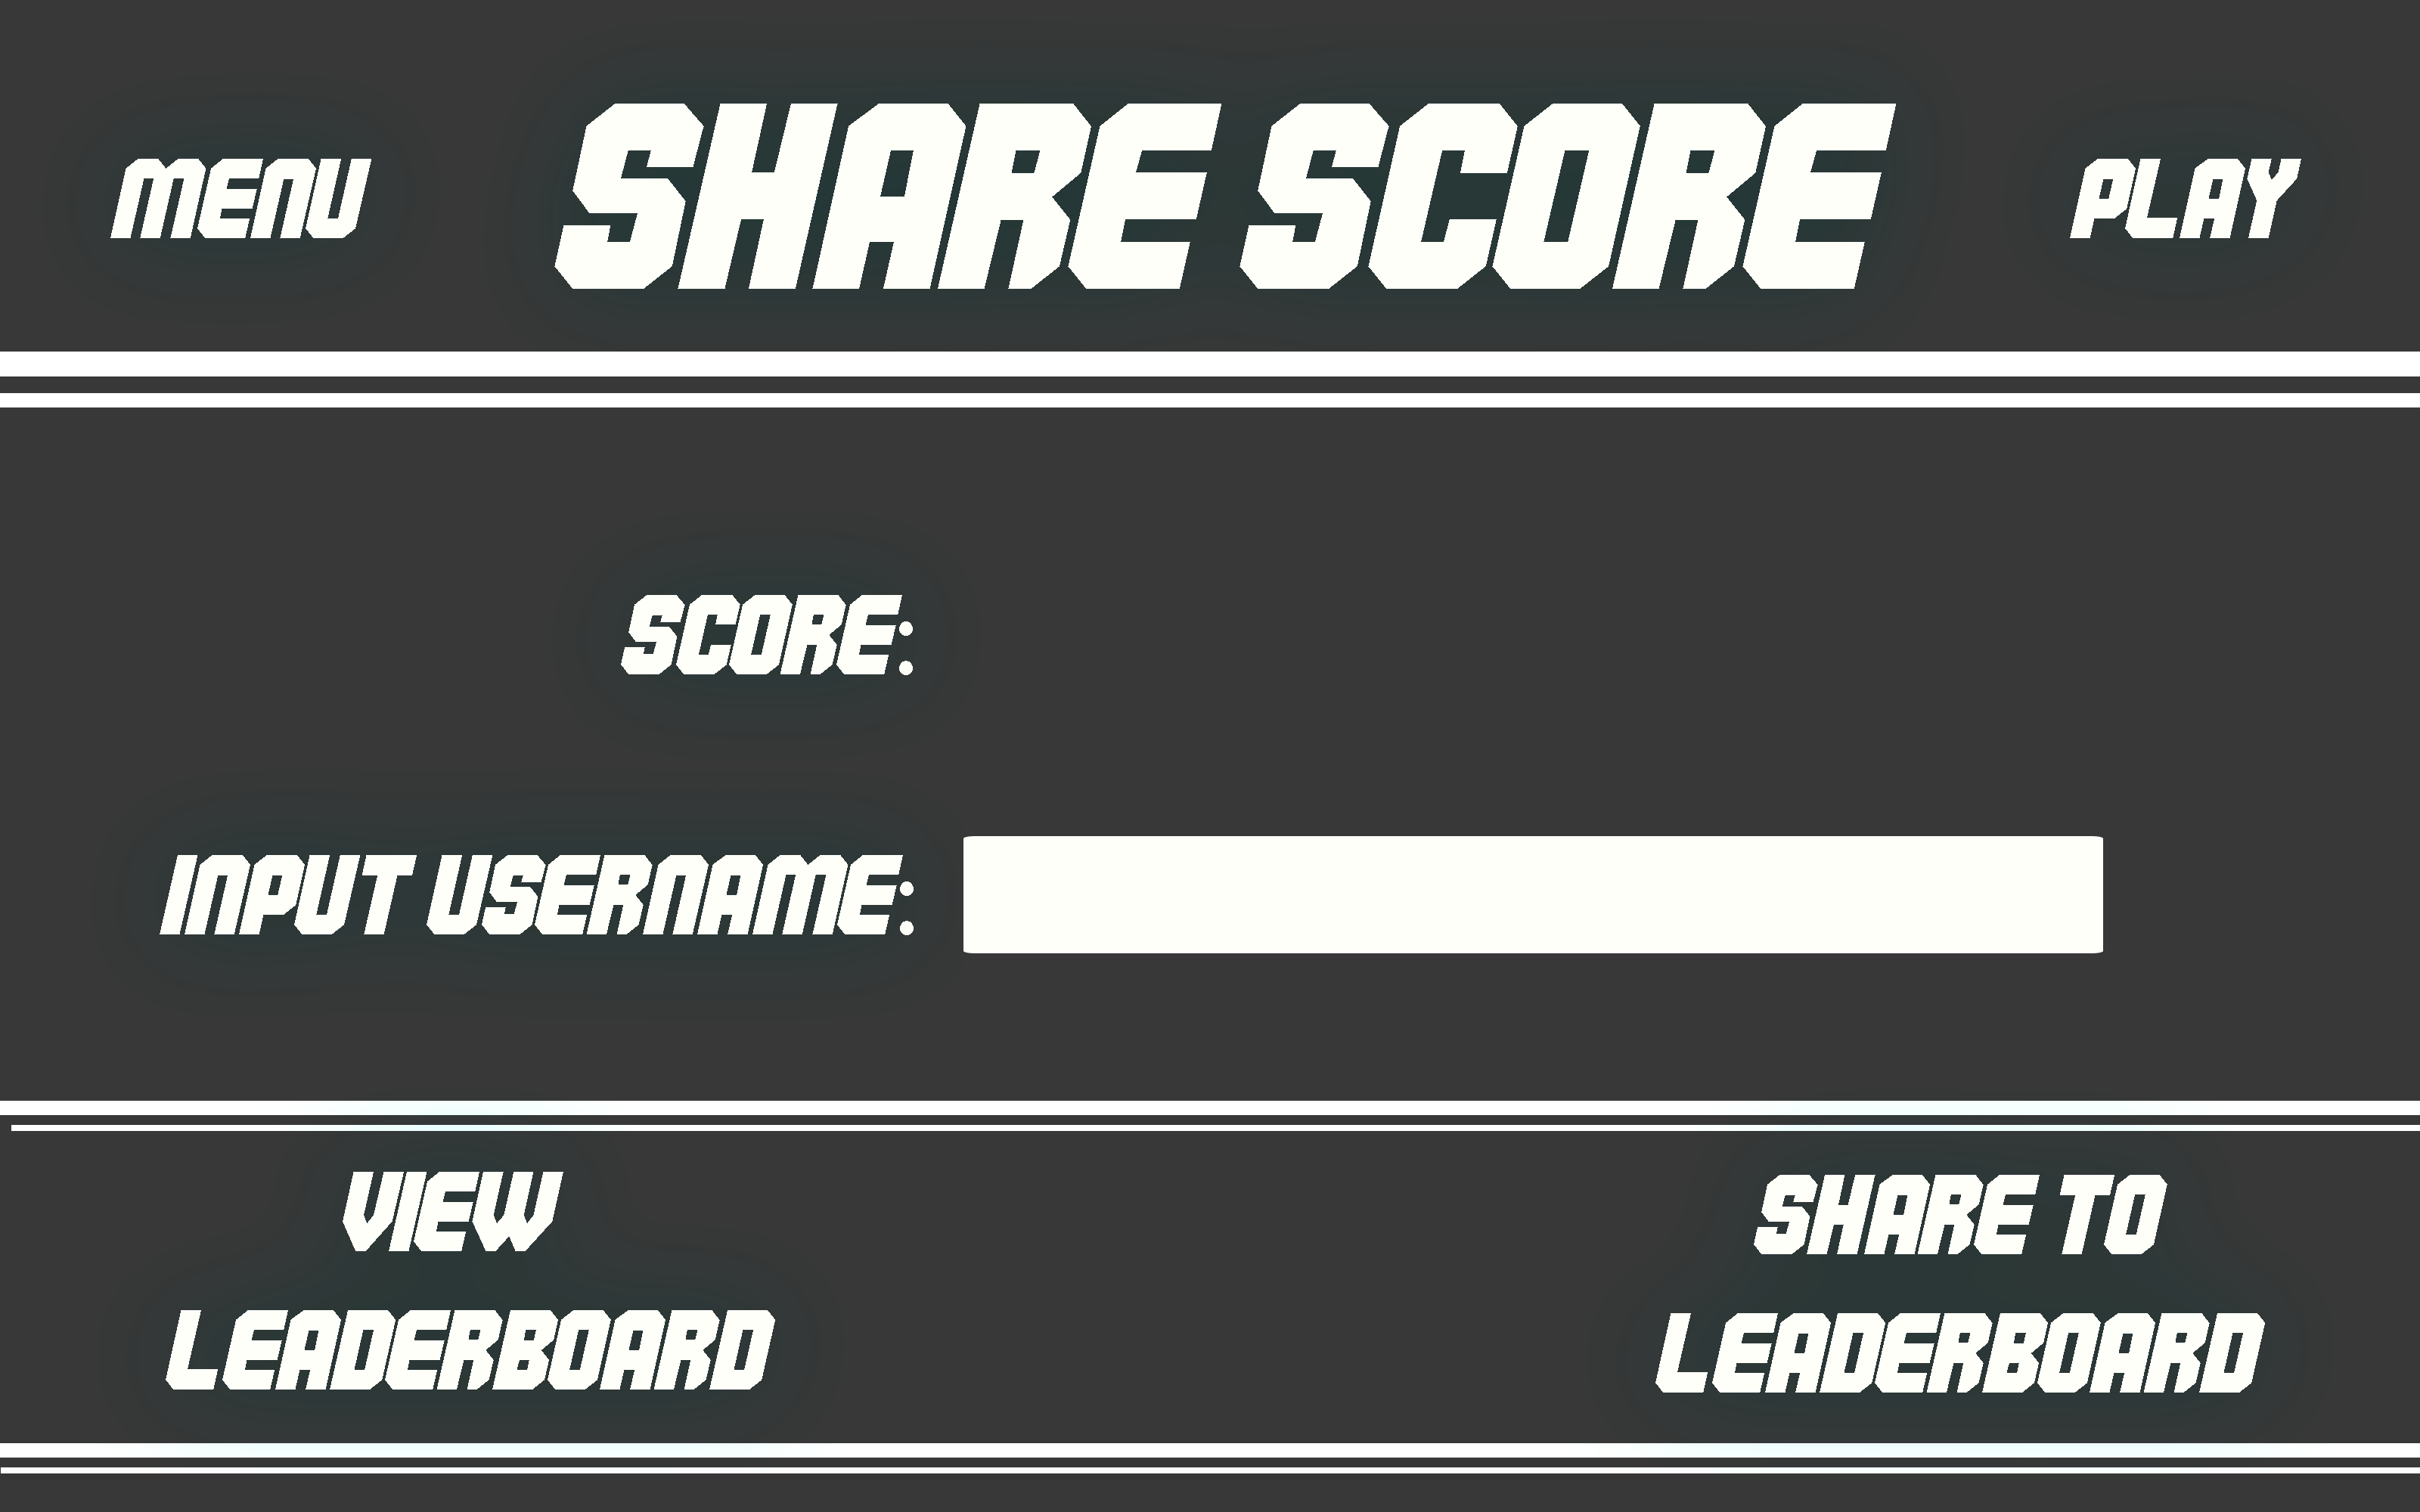 MENU
SHARE SCORE
PLAY
SCORE:
INPUT USERNAME:
VIEW
LEADERBOARD
SHARE TO
LEADERBOARD